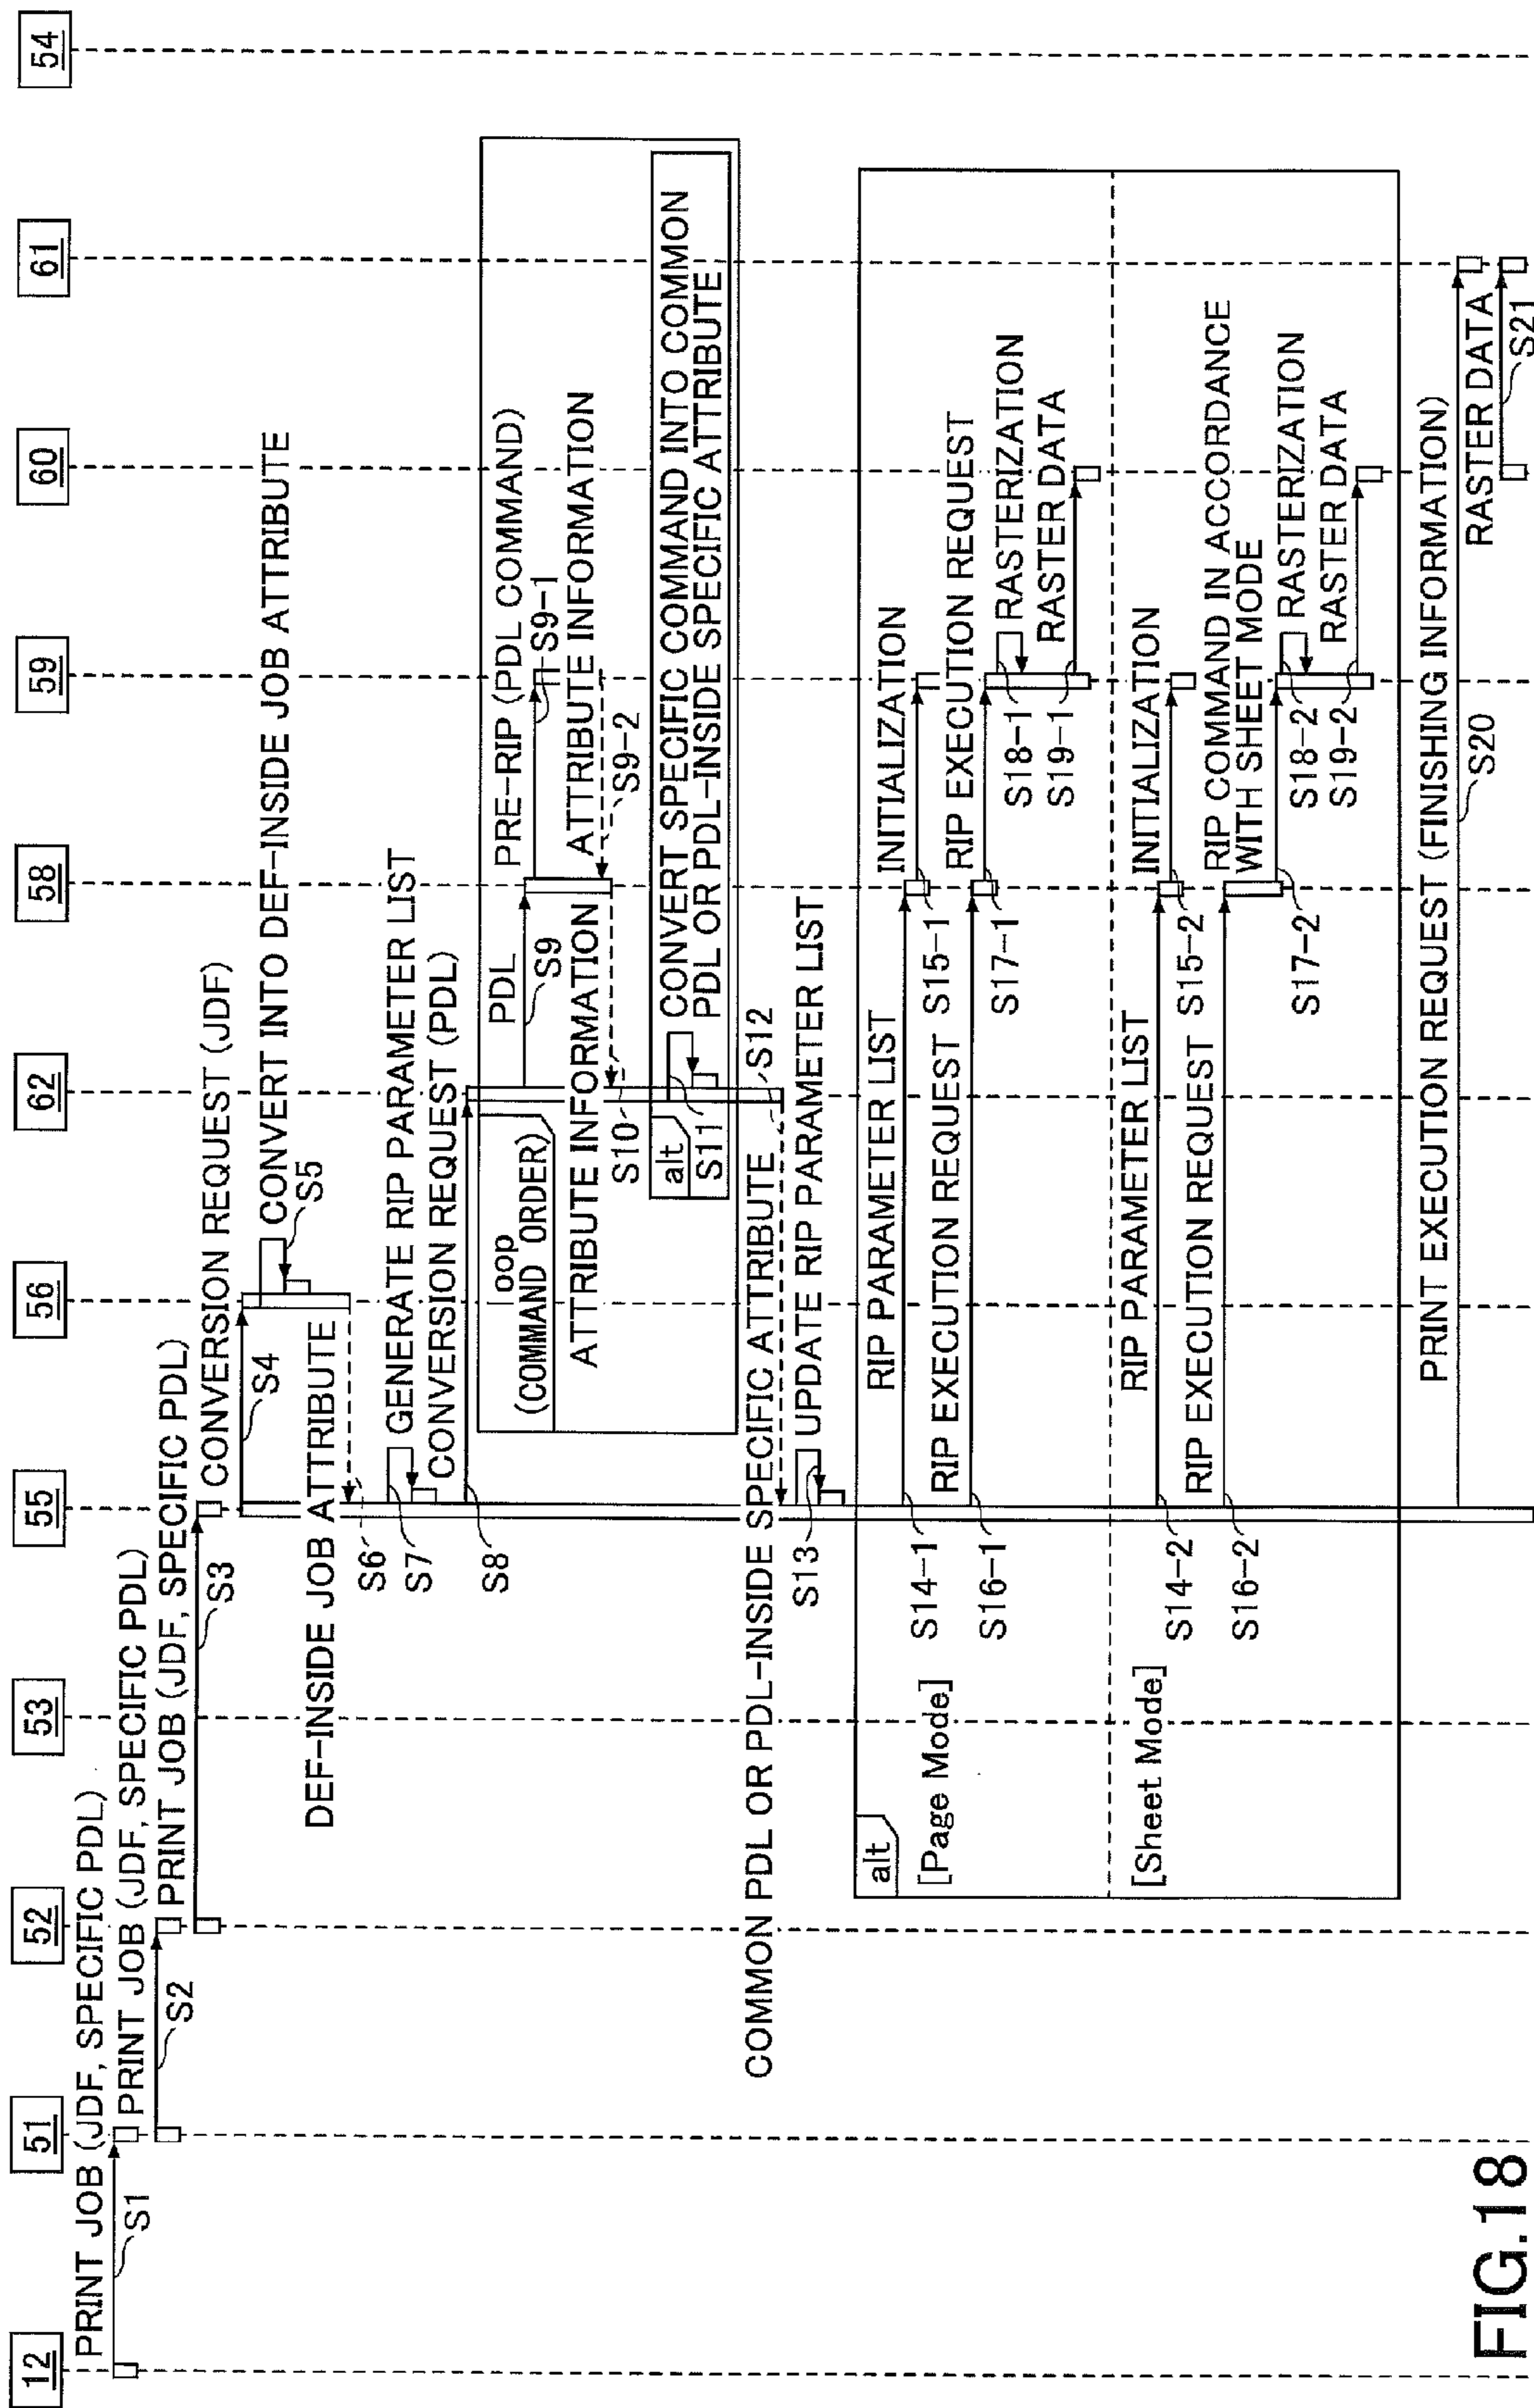 12
51
52
53
55
56
62
58
59
60
61
54
PRINT JOB (JDF, SPECIFIC PDL)
S1
PRINT JOB (JDF, SPECIFIC PDL)
S2
PRINT JOB (JDF, SPECIFIC PDL)
S3
CONVERSION REQUEST (JDF)
S4
CONVERT INTO DEF-INSIDE JOB ATTRIBUTE
S5
DEF-INSIDE JOB ATTRIBUTE
S6
GENERATE RIP PARAMETER LIST
S7
CONVERSION REQUEST (PDL)
S8
loop
(COMMAND ORDER)
PDL
S9
PRE-RIP (PDL COMMAND)
S9-1
ATTRIBUTE INFORMATION
S9-2
ATTRIBUTE INFORMATION
S10
alt
S11
CONVERT SPECIFIC COMMAND INTO COMMON
PDL OR PDL-INSIDE SPECIFIC ATTRIBUTE
COMMON PDL OR PDL-INSIDE SPECIFIC ATTRIBUTE
S12
UPDATE RIP PARAMETER LIST
S13
alt
[Page Mode]
RIP PARAMETER LIST
S14-1
INITIALIZATION
S15-1
RIP EXECUTION REQUEST
S16-1
RIP EXECUTION REQUEST
S17-1
RASTERIZATION
S18-1
RASTER DATA
S19-1
[Sheet Mode]
RIP PARAMETER LIST
S14-2
INITIALIZATION
S15-2
RIP EXECUTION REQUEST
S16-2
RIP COMMAND IN ACCORDANCE
WITH SHEET MODE
S17-2
RASTERIZATION
S18-2
RASTER DATA
S19-2
PRINT EXECUTION REQUEST (FINISHING INFORMATION)
S20
RASTER DATA
S21
FIG.18